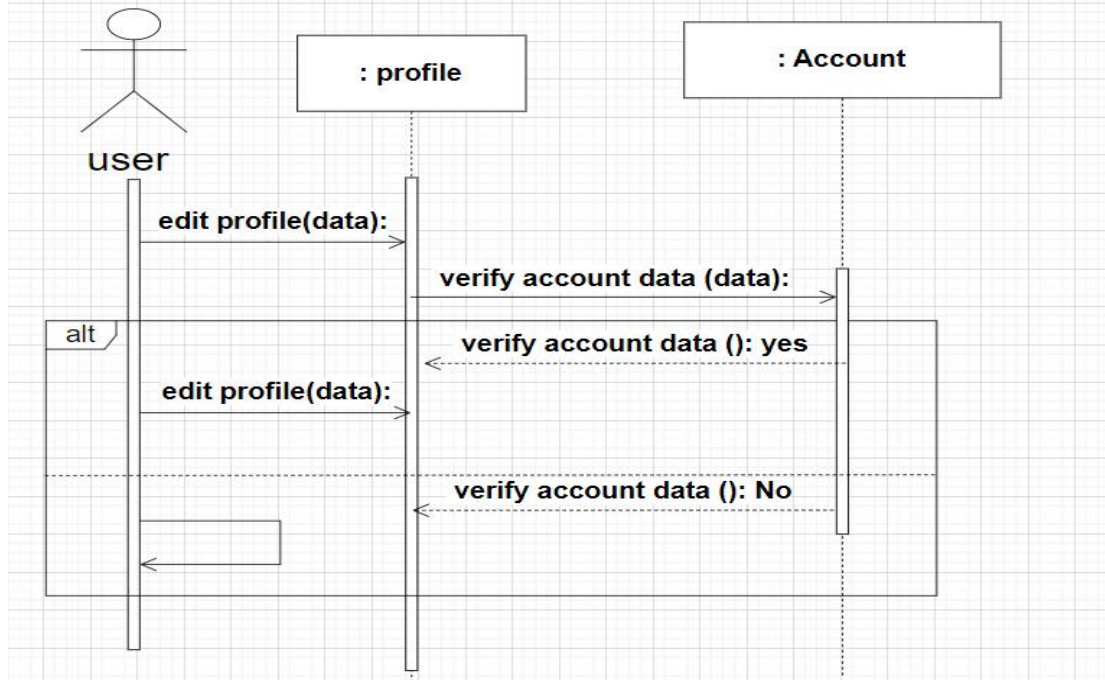 : profile
: Account
user
edit profile(data):
verify account data (data):
alt
verify account data (): yes
edit profile(data):
verify account data (): No